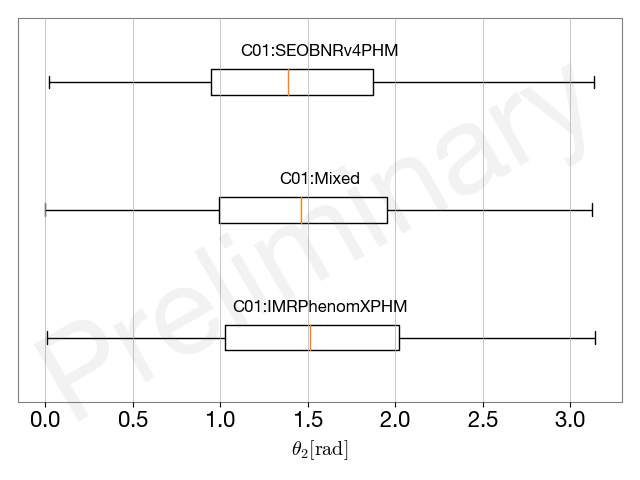 C01:SEOBNRv4PHM
C01:Mixed
C01:IMRPhenomXPHM
Preliminary
0.0 0.5 1.0 1.5 2.0 2.5 3.0
θ₂[rad]